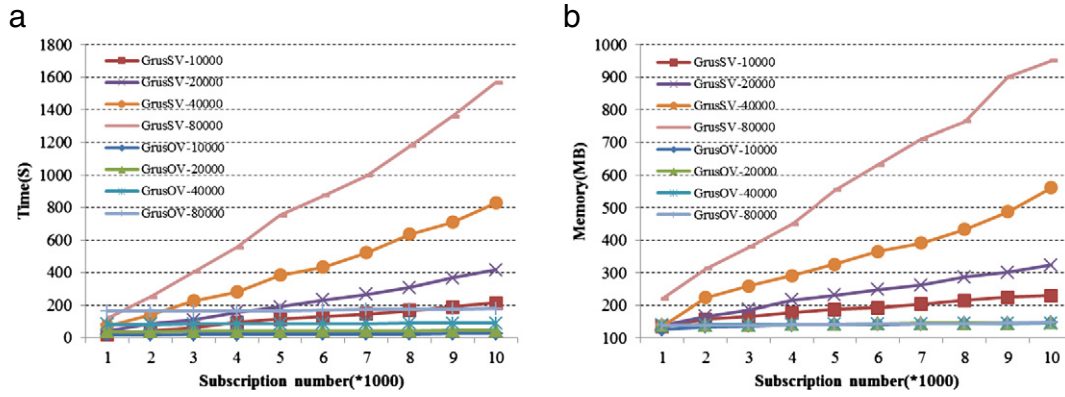 a
1800
1600
1400
1200
1000
800
600
400
200
0
Time(S)
GrusSV-10000
GrusSV-20000
GrusSV-40000
GrusSV-80000
GrusOV-10000
GrusOV-20000
GrusOV-40000
GrusOV-80000
1 2 3 4 5 6 7 8 9 10
Subscription number(*1000)
b
1000
900
800
700
600
500
400
300
200
100
Memory(MB)
GrusSV-10000
GrusSV-20000
GrusSV-40000
GrusSV-80000
GrusOV-10000
GrusOV-20000
GrusOV-40000
GrusOV-80000
1 2 3 4 5 6 7 8 9 10
Subscription number(*1000)